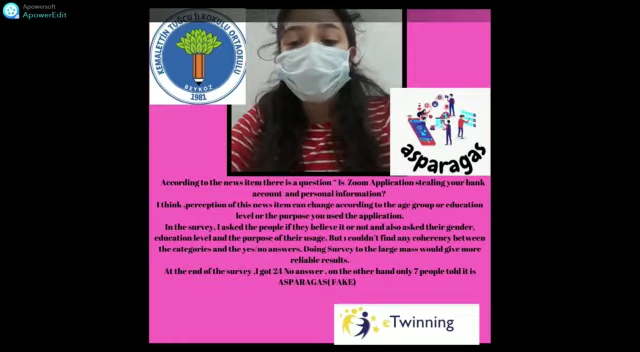 Apowersoft
ApowerEdit
KEMALETTİN TUĞCU İLKOKULU ORTAOKULU
BEYKOZ
1981
asparagas
According to the news item there is a question " Is Zoom Application stealing your bank
account and personal information?
I think ,perception of this news item can change according to the age group or education
level or the purpose you used the application.
In the survey, I asked the people if they believe it or not and also asked their gender,
education level and the purpose of their usage. But ı couldn't find any coherency between
the categories and the yes/no answers. Doing Survey to the large mass would give more
reliable results.
At the end of the survey ,I got 24 No answer , on the other hand only 7 people told it is
ASPARAGAS( FAKE)
eTwinning